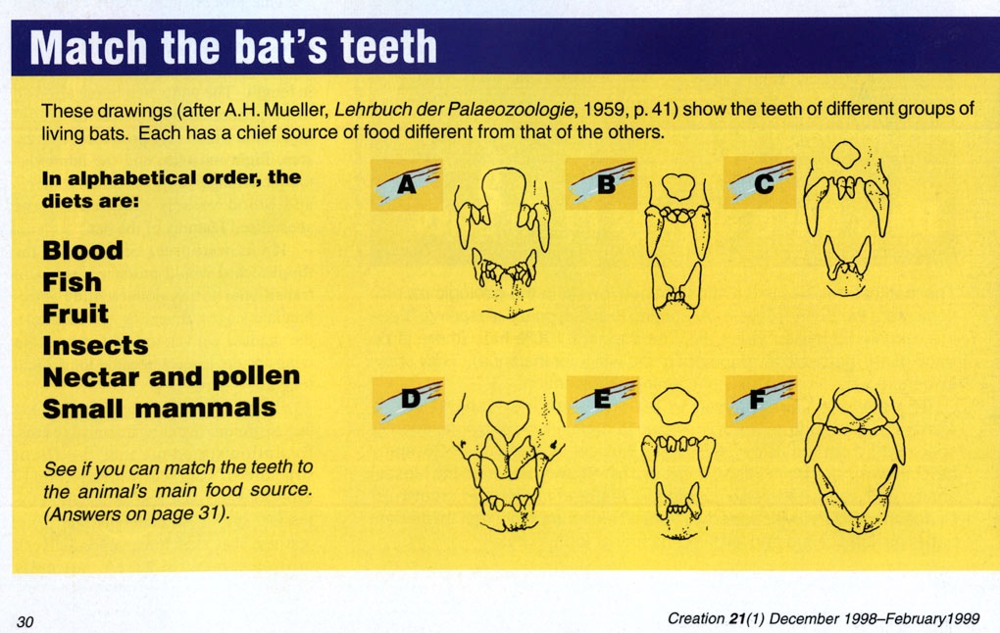 Match the bat's teeth
These drawings (after A.H. Mueller, Lehrbuch der Palaeozoologie, 1959, p. 41) show the teeth of different groups of
living bats. Each has a chief source of food different from that of the others.
In alphabetical order, the
diets are:
Blood
Fish
Fruit
Insects
Nectar and pollen
Small mammals
See if you can match the teeth to
the animal's main food source.
(Answers on page 31).
A
B
C
D
E
F
30
Creation 21(1) December 1998–February1999